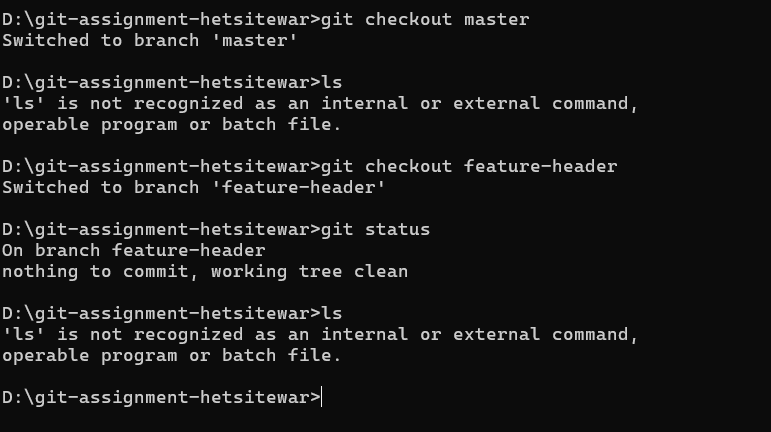 D:\git-assignment-hetsitewar>git checkout master
Switched to branch 'master'
D:\git-assignment-hetsitewar>ls
'ls' is not recognized as an internal or external command,
operable program or batch file.
D:\git-assignment-hetsitewar>git checkout feature-header
Switched to branch 'feature-header'
D:\git-assignment-hetsitewar>git status
On branch feature-header
nothing to commit, working tree clean
D:\git-assignment-hetsitewar>ls
'ls' is not recognized as an internal or external command,
operable program or batch file.
D:\git-assignment-hetsitewar>